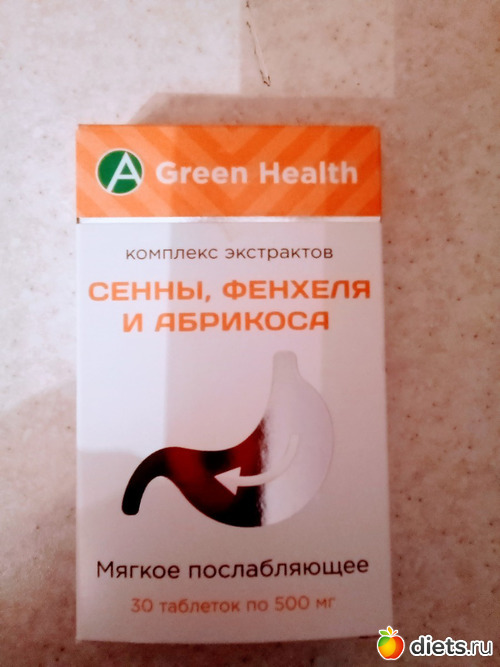 A Green Health
комплекс экстрактов
СЕННЫ, ФЕНХЕЛЯ
И АБРИКОСА
Мягкое послабляющее
30 таблеток по 500 мг
diets.ru